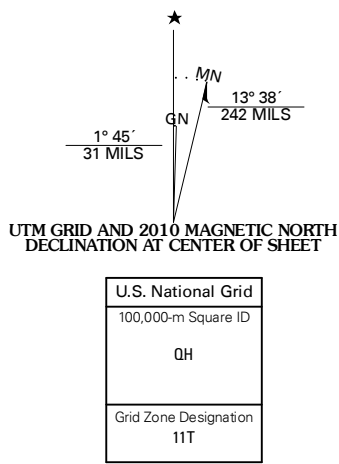 ★
MN
GN
13° 38´
242 MILS
1° 45´
31 MILS
UTM GRID AND 2010 MAGNETIC NORTH
DECLINATION AT CENTER OF SHEET
U.S. National Grid
100,000-m Square ID
QH
Grid Zone Designation
11T